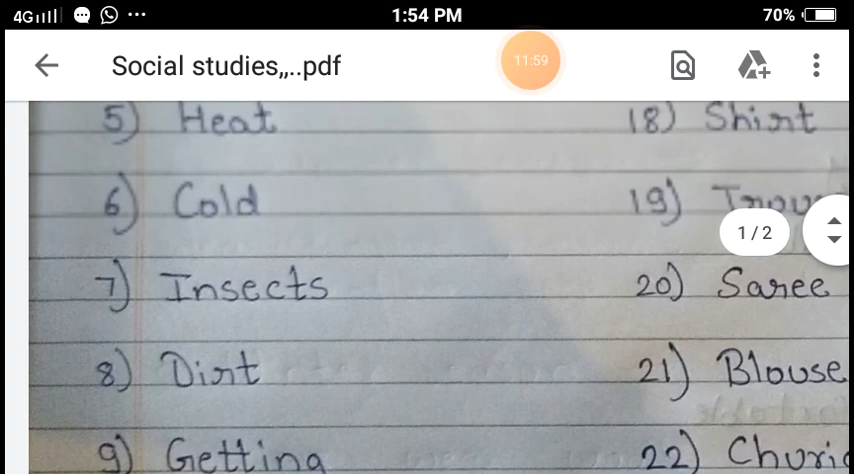 4G
1:54 PM
70%
Social studies,,..pdf
11:59
5) Heat
18) Shirt
6) Cold
19)
1/2
7) Insects
20) Saree
8) Dirt
21) Blouse
9) Getting
22)